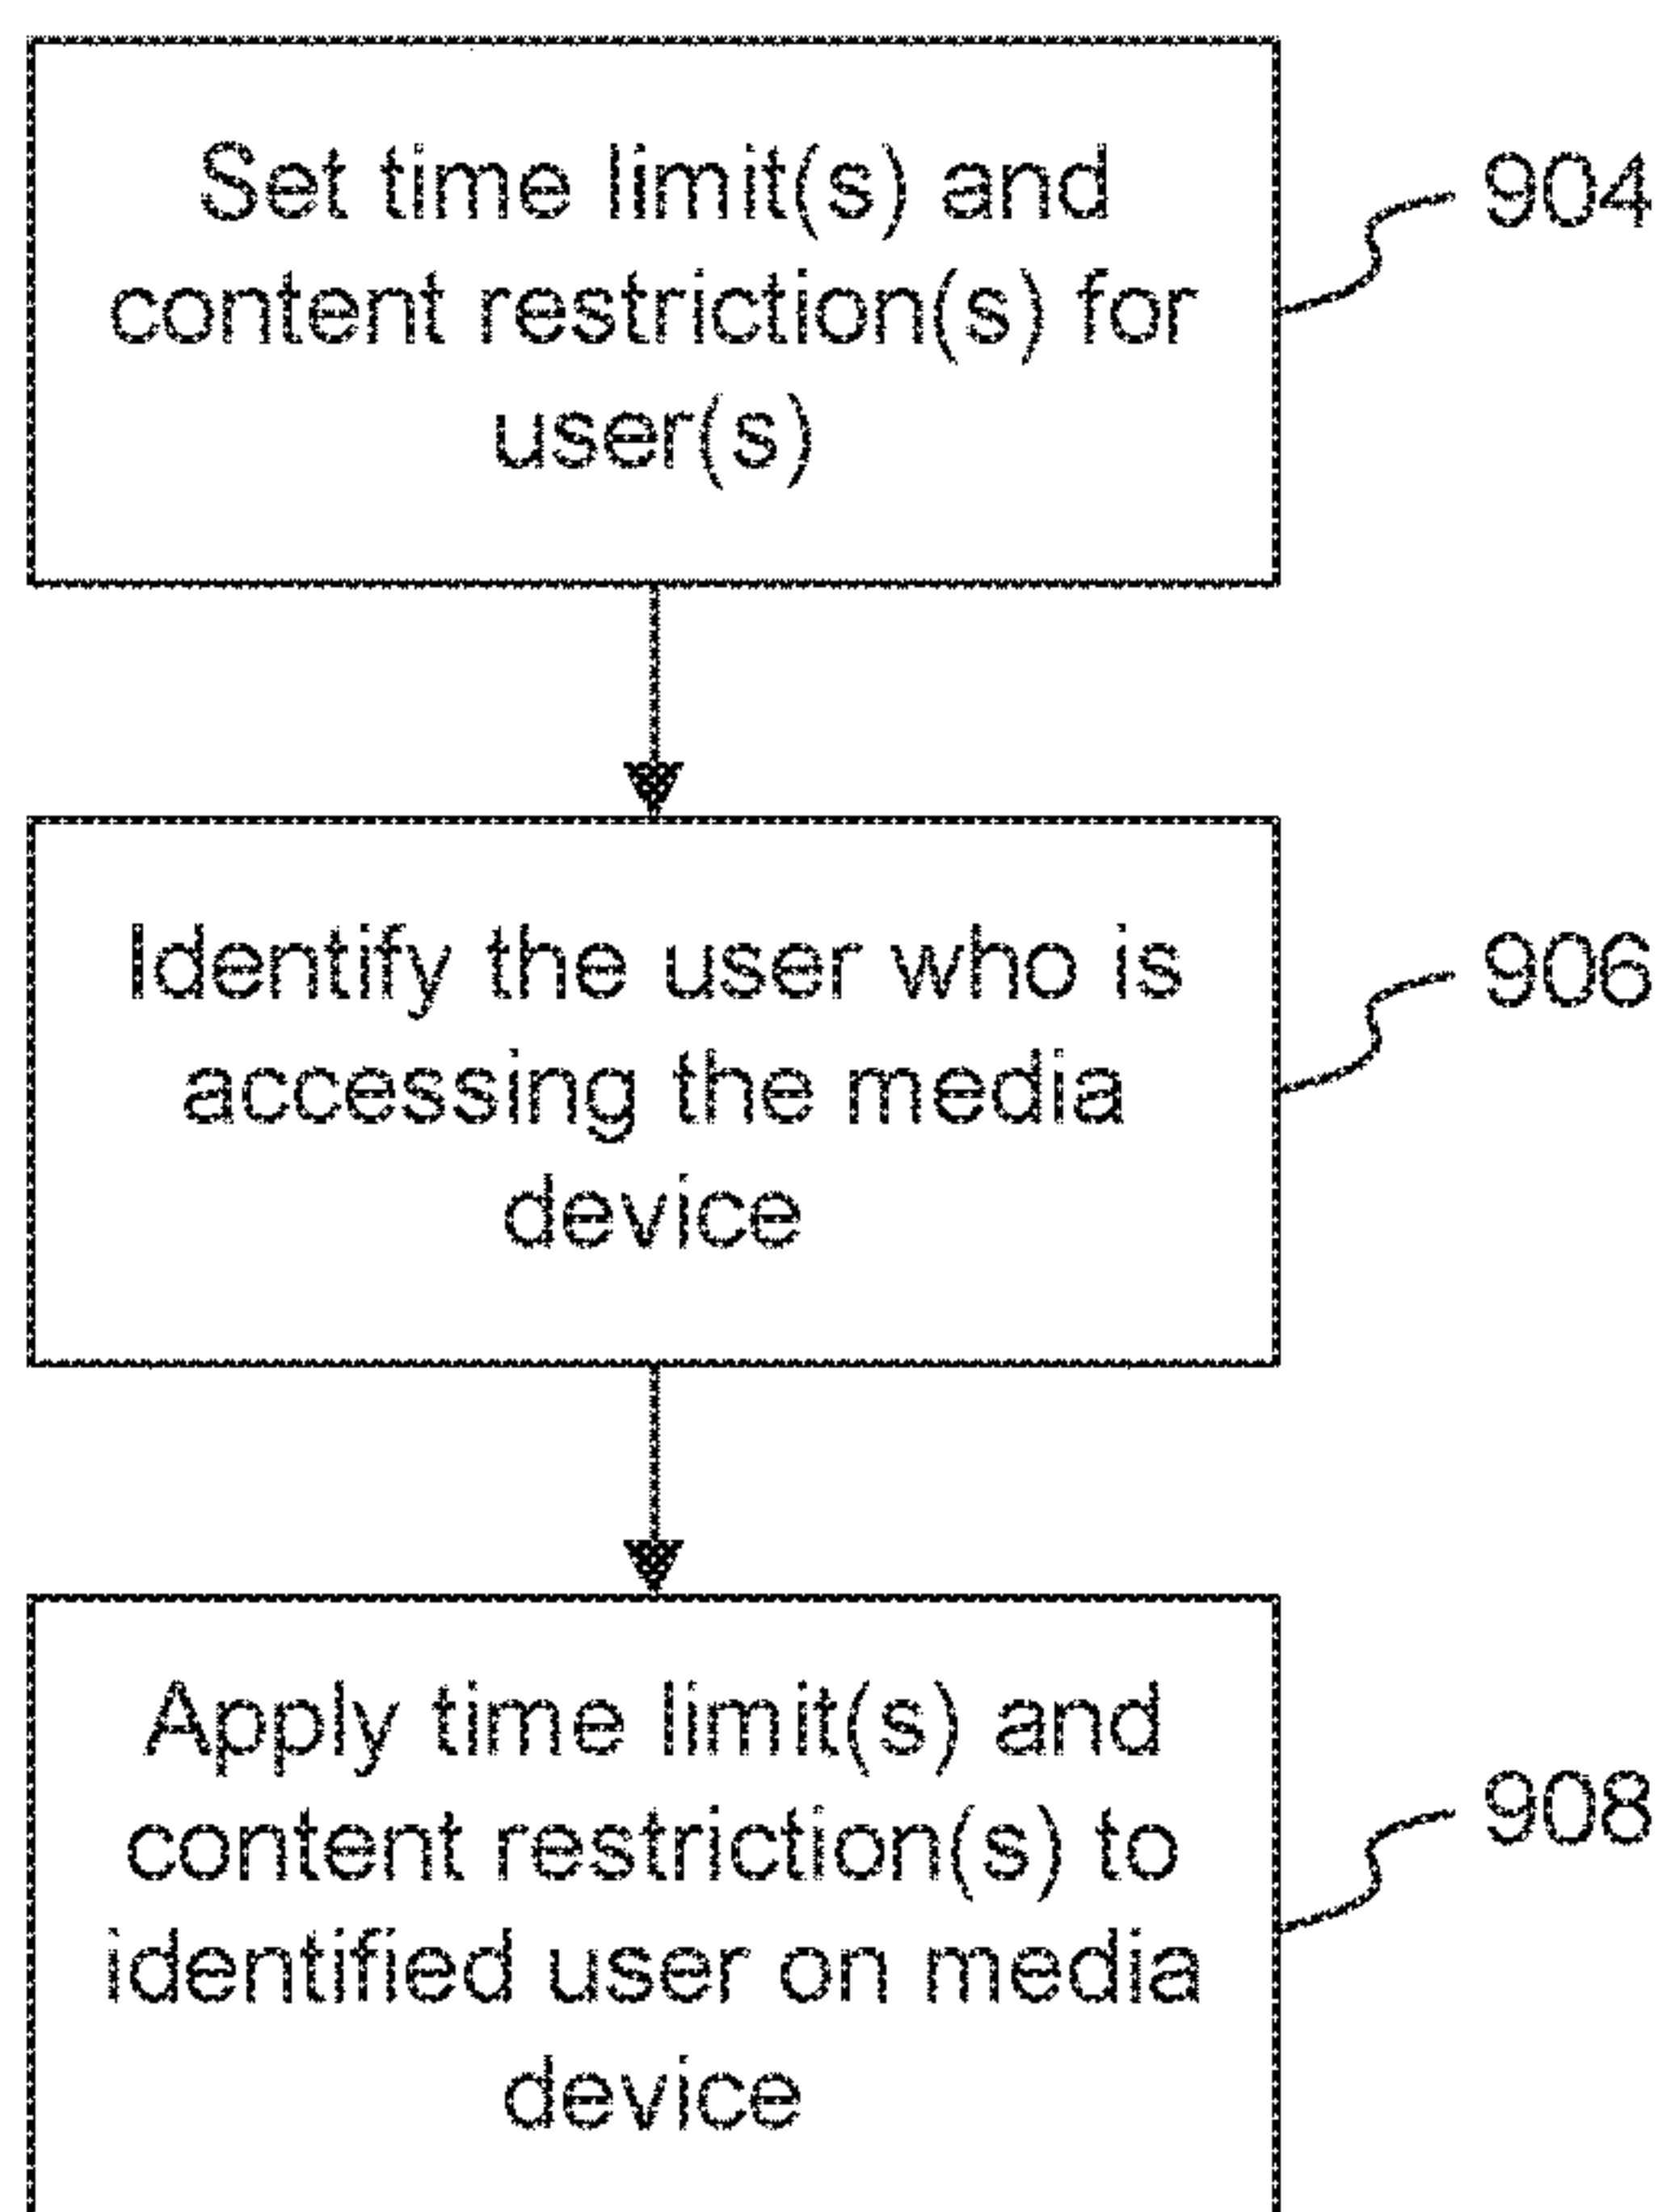 Set time limit(s) and
content restriction(s) for
user(s)
904
Identify the user who is
accessing the media
device
906
Apply time limit(s) and
content restriction(s) to
identified user on media
device
908